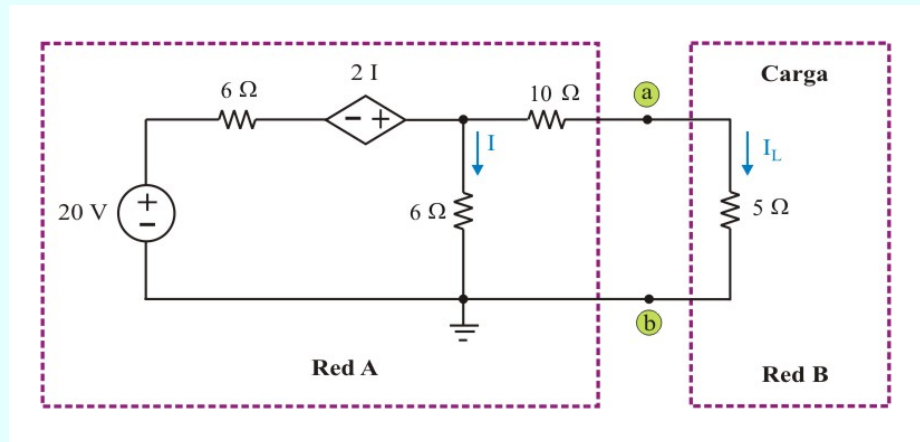 2 I
6 Ω
10 Ω
a
Carga
- +
I
I_L
20 V
+
-
6 Ω
5 Ω
b
Red A
Red B